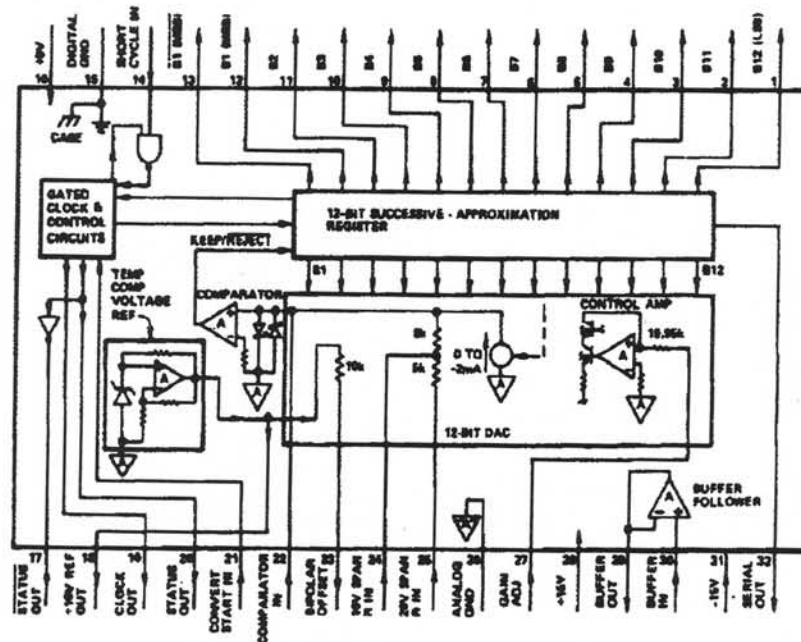 +5V
DIGITAL GND
SHORT CYCLE IN
B1 (MSB)
B1 (MSB)
B2
B3
B4
B5
B6
B7
B8
B9
B10
B11
B12 (LSB)
16
15
14
13
12
11
10
9
8
7
6
5
4
3
2
1
CASE
GATED
CLOCK &
CONTROL
CIRCUITS
12-BIT SUCCESSIVE - APPROXIMATION
REGISTER
KEEP/REJECT
B1
B12
TEMP
COMP
VOLTAGE
REF
COMPARATOR
A
A
A
A
10k
5k
5k
0 TO
-2mA
A
CONTROL AMP
A
A
10.95k
12-BIT DAC
A
A
BUFFER
FOLLOWER
17
18
19
20
21
22
23
24
25
26
27
28
29
30
31
32
STATUS OUT
+10V REF OUT
CLOCK OUT
STATUS OUT
CONVERT START IN
COMPARATOR IN
BIPOLAR OFFSET
10V SPAN R IN
20V SPAN R IN
ANALOG GND
GAIN ADJ
+15V
BUFFER OUT
BUFFER IN
-15V
SERIAL OUT